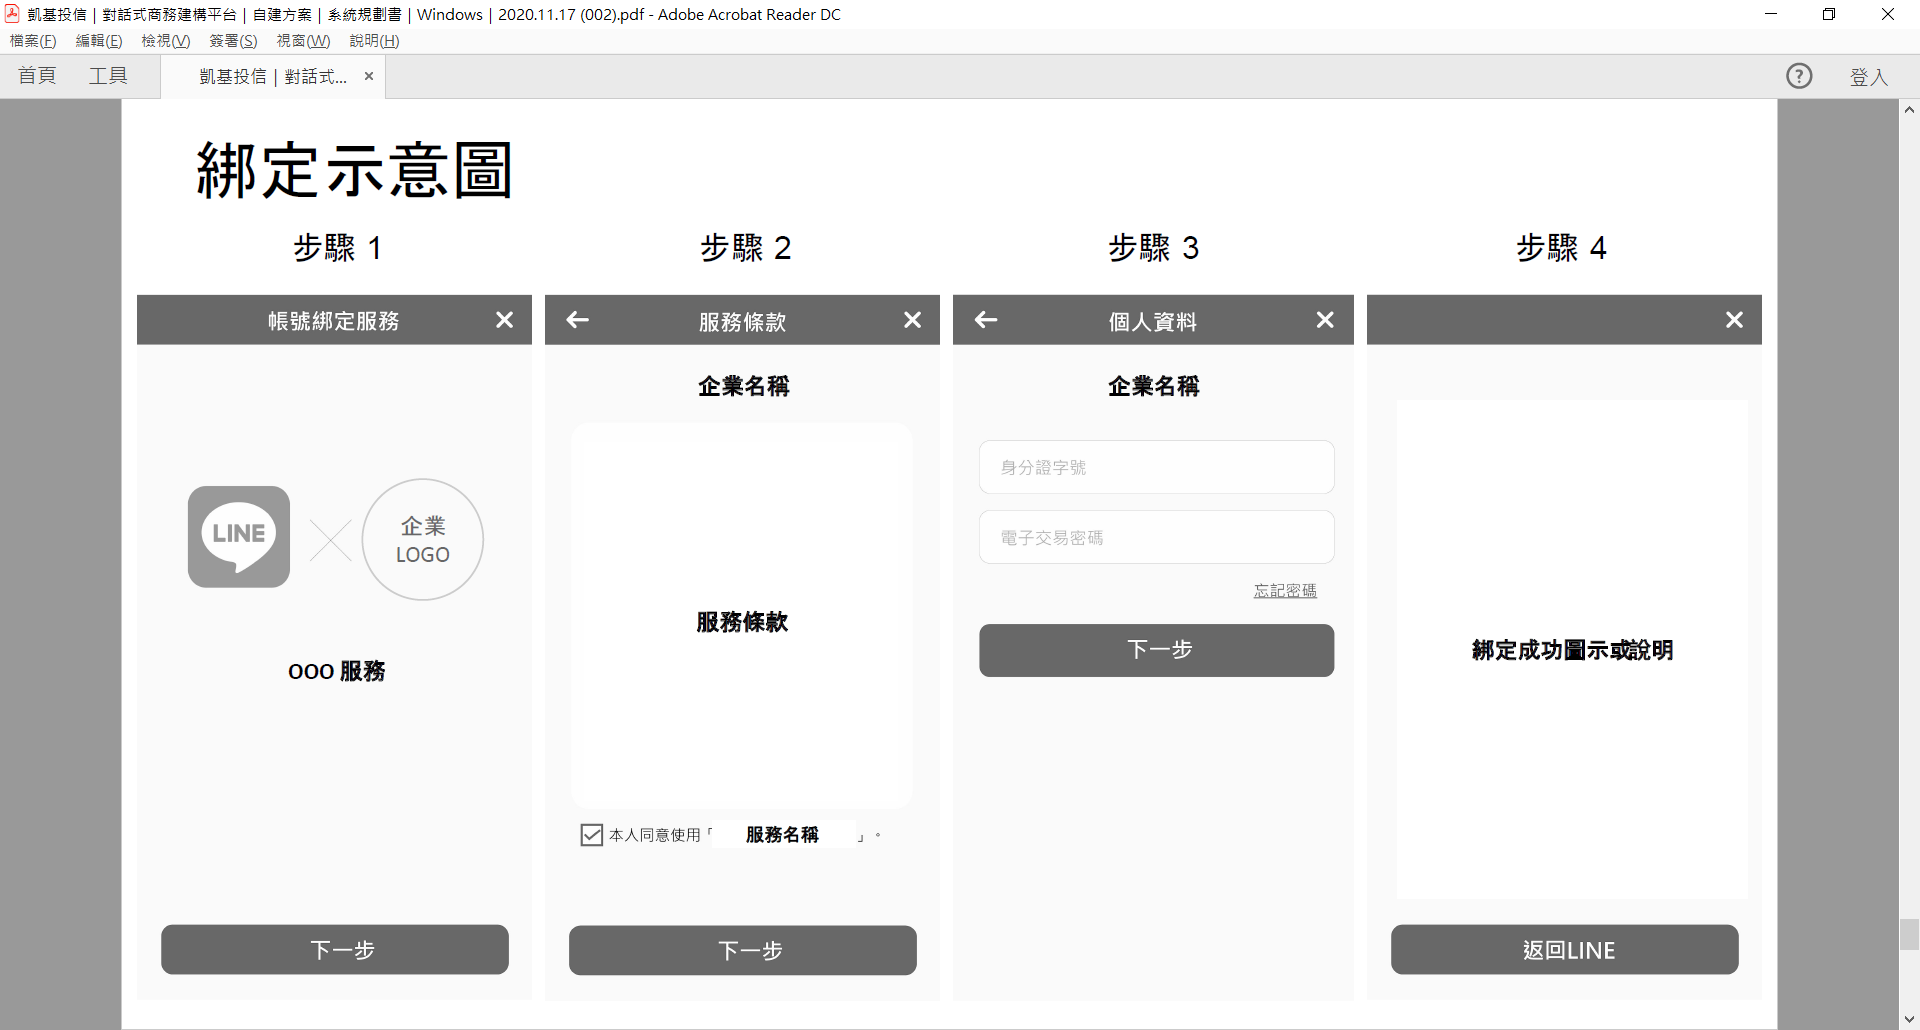 凱基投信 | 對話式商務建構平台 | 自建方案 | 系統規劃書 | Windows | 2020.11.17 (002).pdf - Adobe Acrobat Reader DC
檔案(F) 編輯(E) 檢視(V) 簽署(S) 視窗(W) 說明(H)
首頁 工具 凱基投信 | 對話式... × ? 登入
綁定示意圖
步驟 1
帳號綁定服務
LINE
企業
LOGO
OOO 服務
下一步
步驟 2
服務條款
企業名稱
服務條款
本人同意使用「 服務名稱 」。
下一步
步驟 3
個人資料
企業名稱
身分證字號
電子交易密碼
忘記密碼
下一步
步驟 4
綁定成功圖示或說明
返回LINE